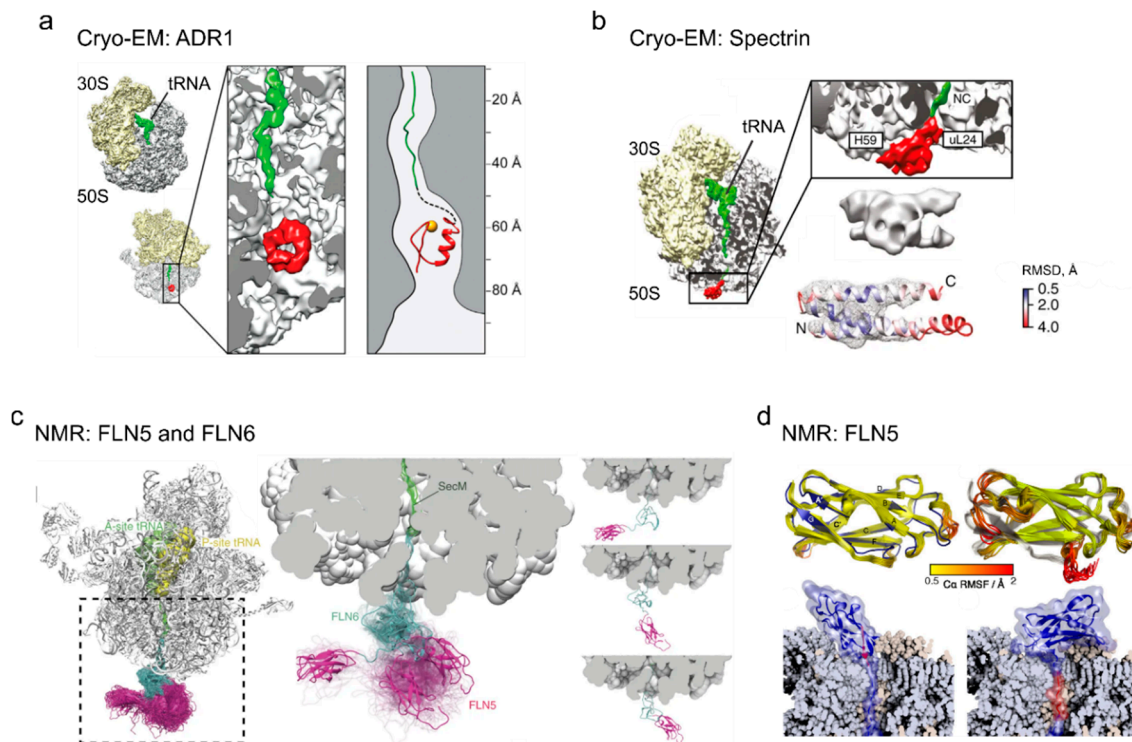 a
Cryo-EM: ADR1
30S
tRNA
50S
20 Å
40 Å
60 Å
80 Å
b
Cryo-EM: Spectrin
30S
tRNA
50S
NC
H59
uL24
C
N
RMSD, Å
0.5
2.0
4.0
c
NMR: FLN5 and FLN6
A-site tRNA
P-site tRNA
SecM
FLN6
FLN5
d
NMR: FLN5
D
B
A
C'
C
F
0.5
2
Cα RMSF / Å